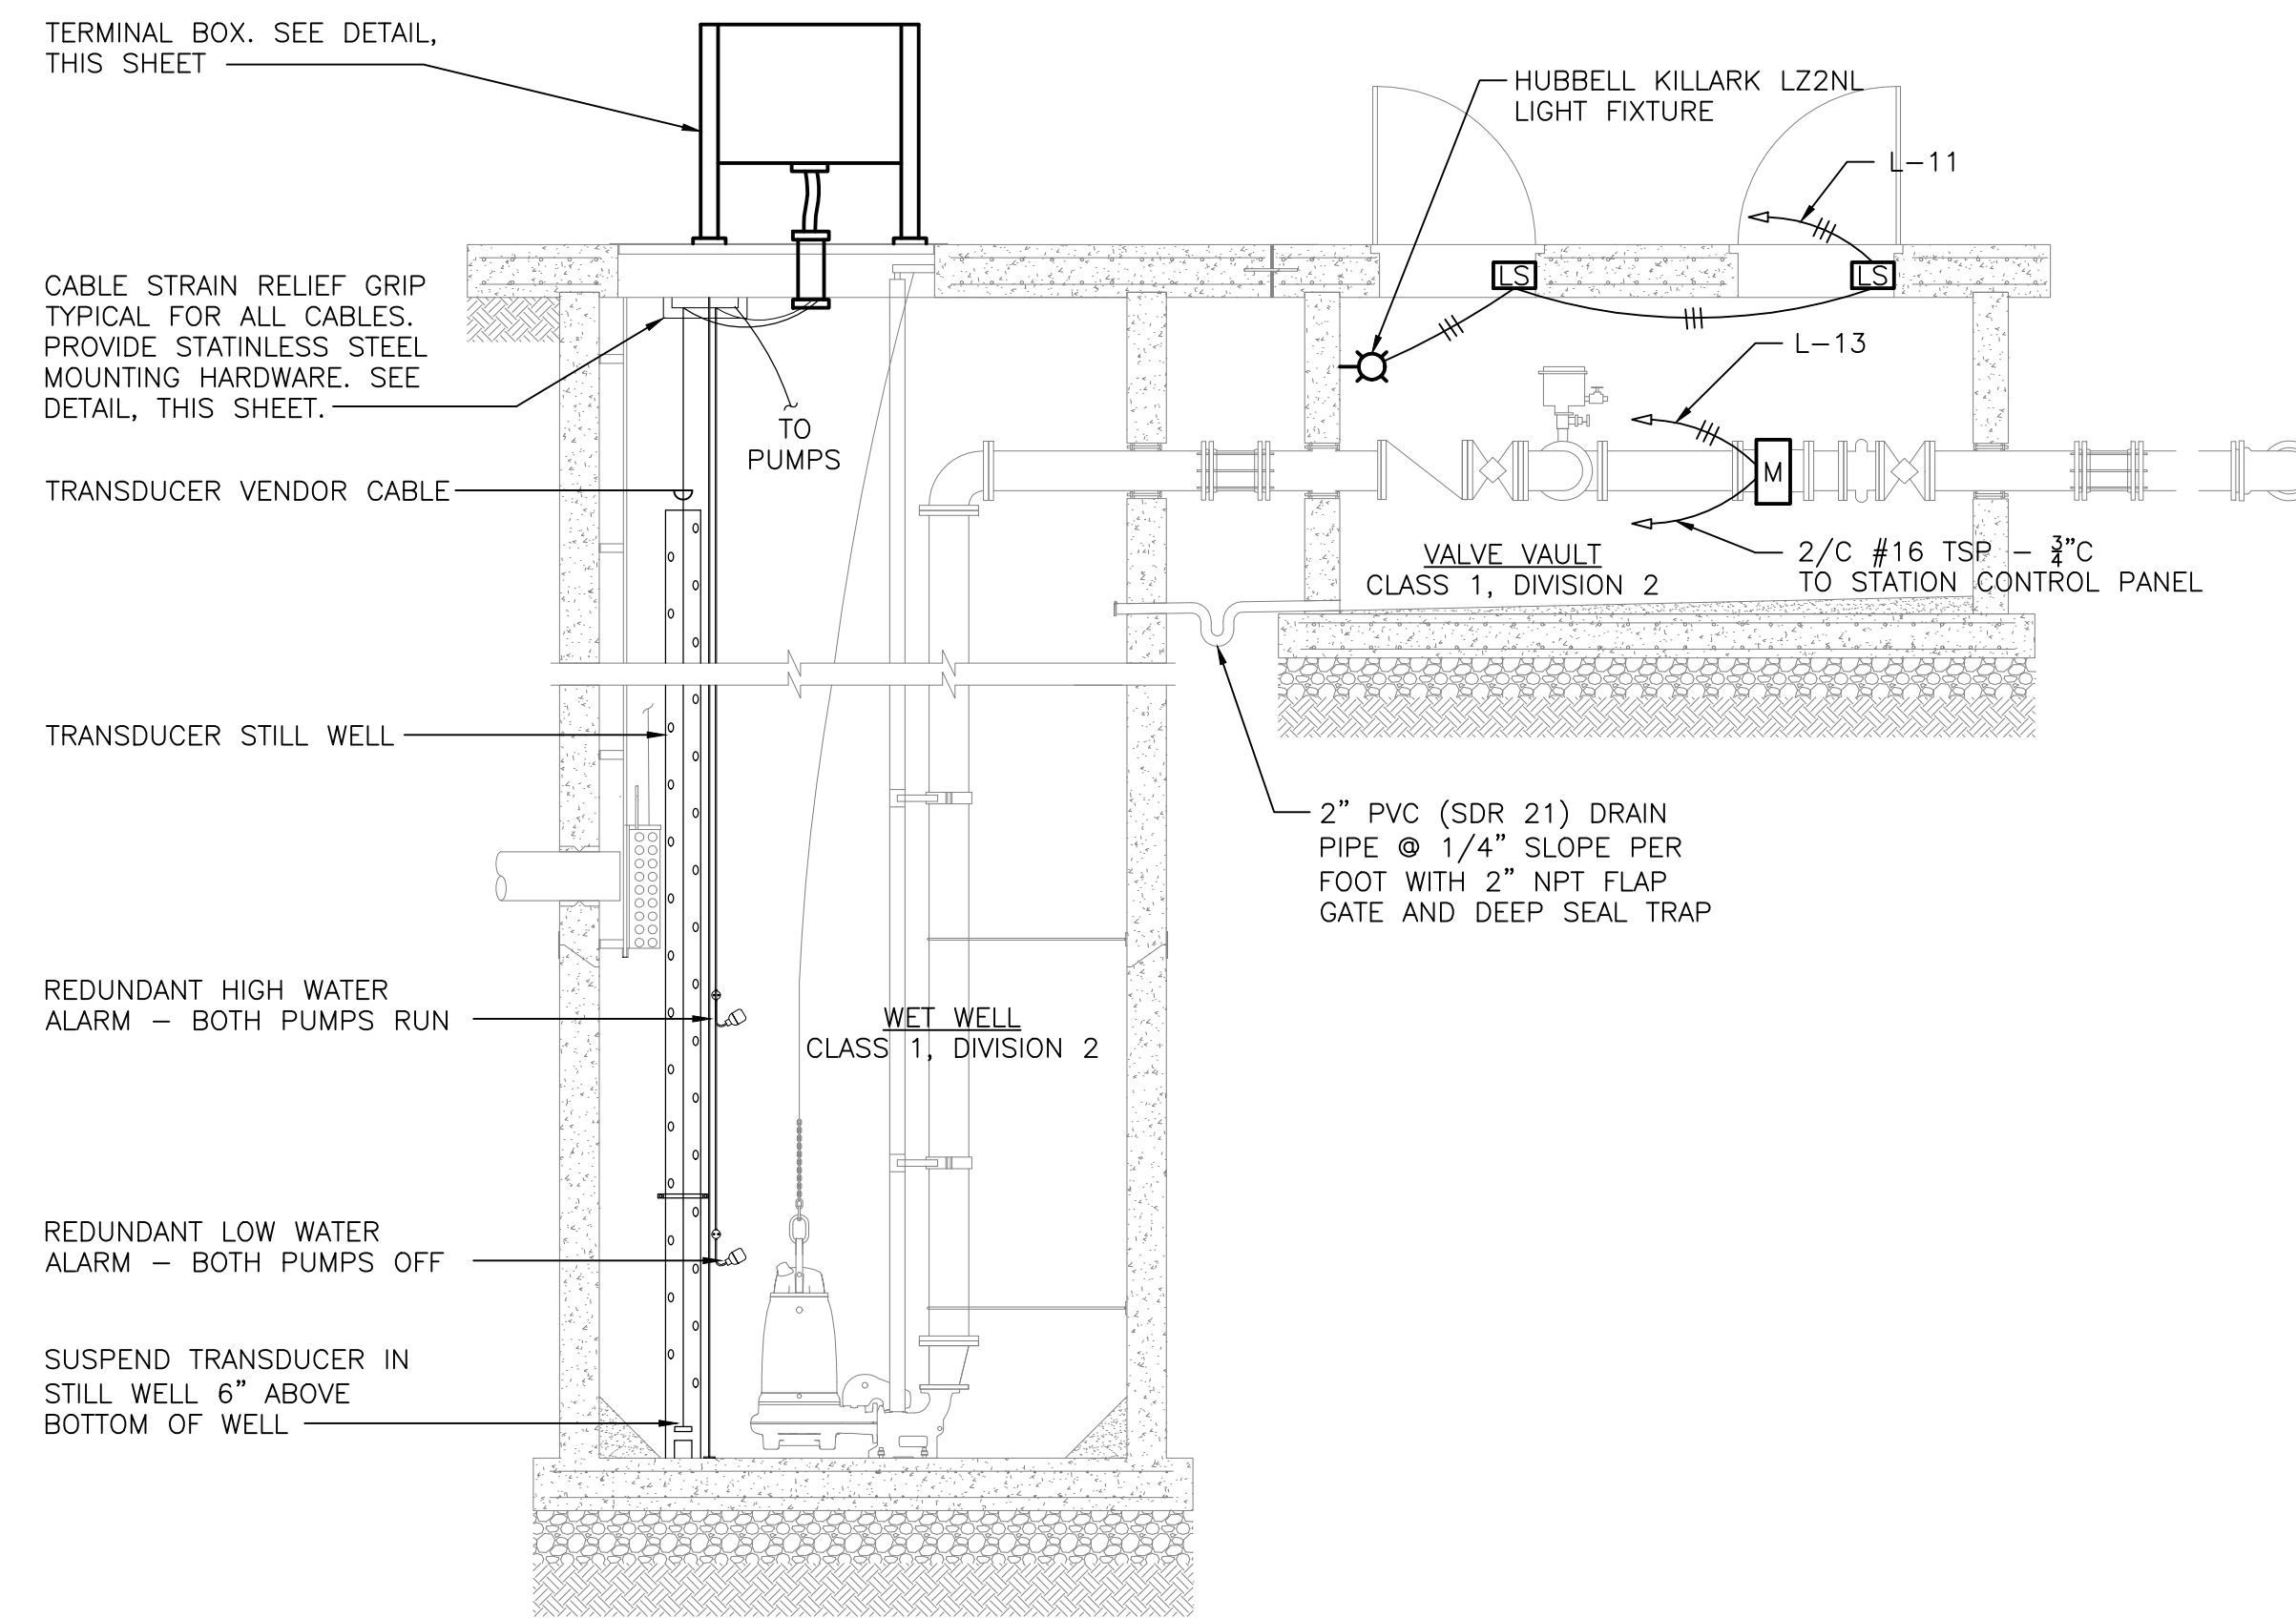 TERMINAL BOX. SEE DETAIL,
THIS SHEET
HUBBELL KILLARK LZ2NL
LIGHT FIXTURE
L-11
LS
LS
CABLE STRAIN RELIEF GRIP
TYPICAL FOR ALL CABLES.
PROVIDE STATINLESS STEEL
MOUNTING HARDWARE. SEE
DETAIL, THIS SHEET.
L-13
TO
PUMPS
TRANSDUCER VENDOR CABLE
M
VALVE VAULT
CLASS 1, DIVISION 2
2/C #16 TSP – ¾"C
TO STATION CONTROL PANEL
TRANSDUCER STILL WELL
2" PVC (SDR 21) DRAIN
PIPE @ 1/4" SLOPE PER
FOOT WITH 2" NPT FLAP
GATE AND DEEP SEAL TRAP
REDUNDANT HIGH WATER
ALARM – BOTH PUMPS RUN
WET WELL
CLASS 1, DIVISION 2
REDUNDANT LOW WATER
ALARM – BOTH PUMPS OFF
SUSPEND TRANSDUCER IN
STILL WELL 6" ABOVE
BOTTOM OF WELL